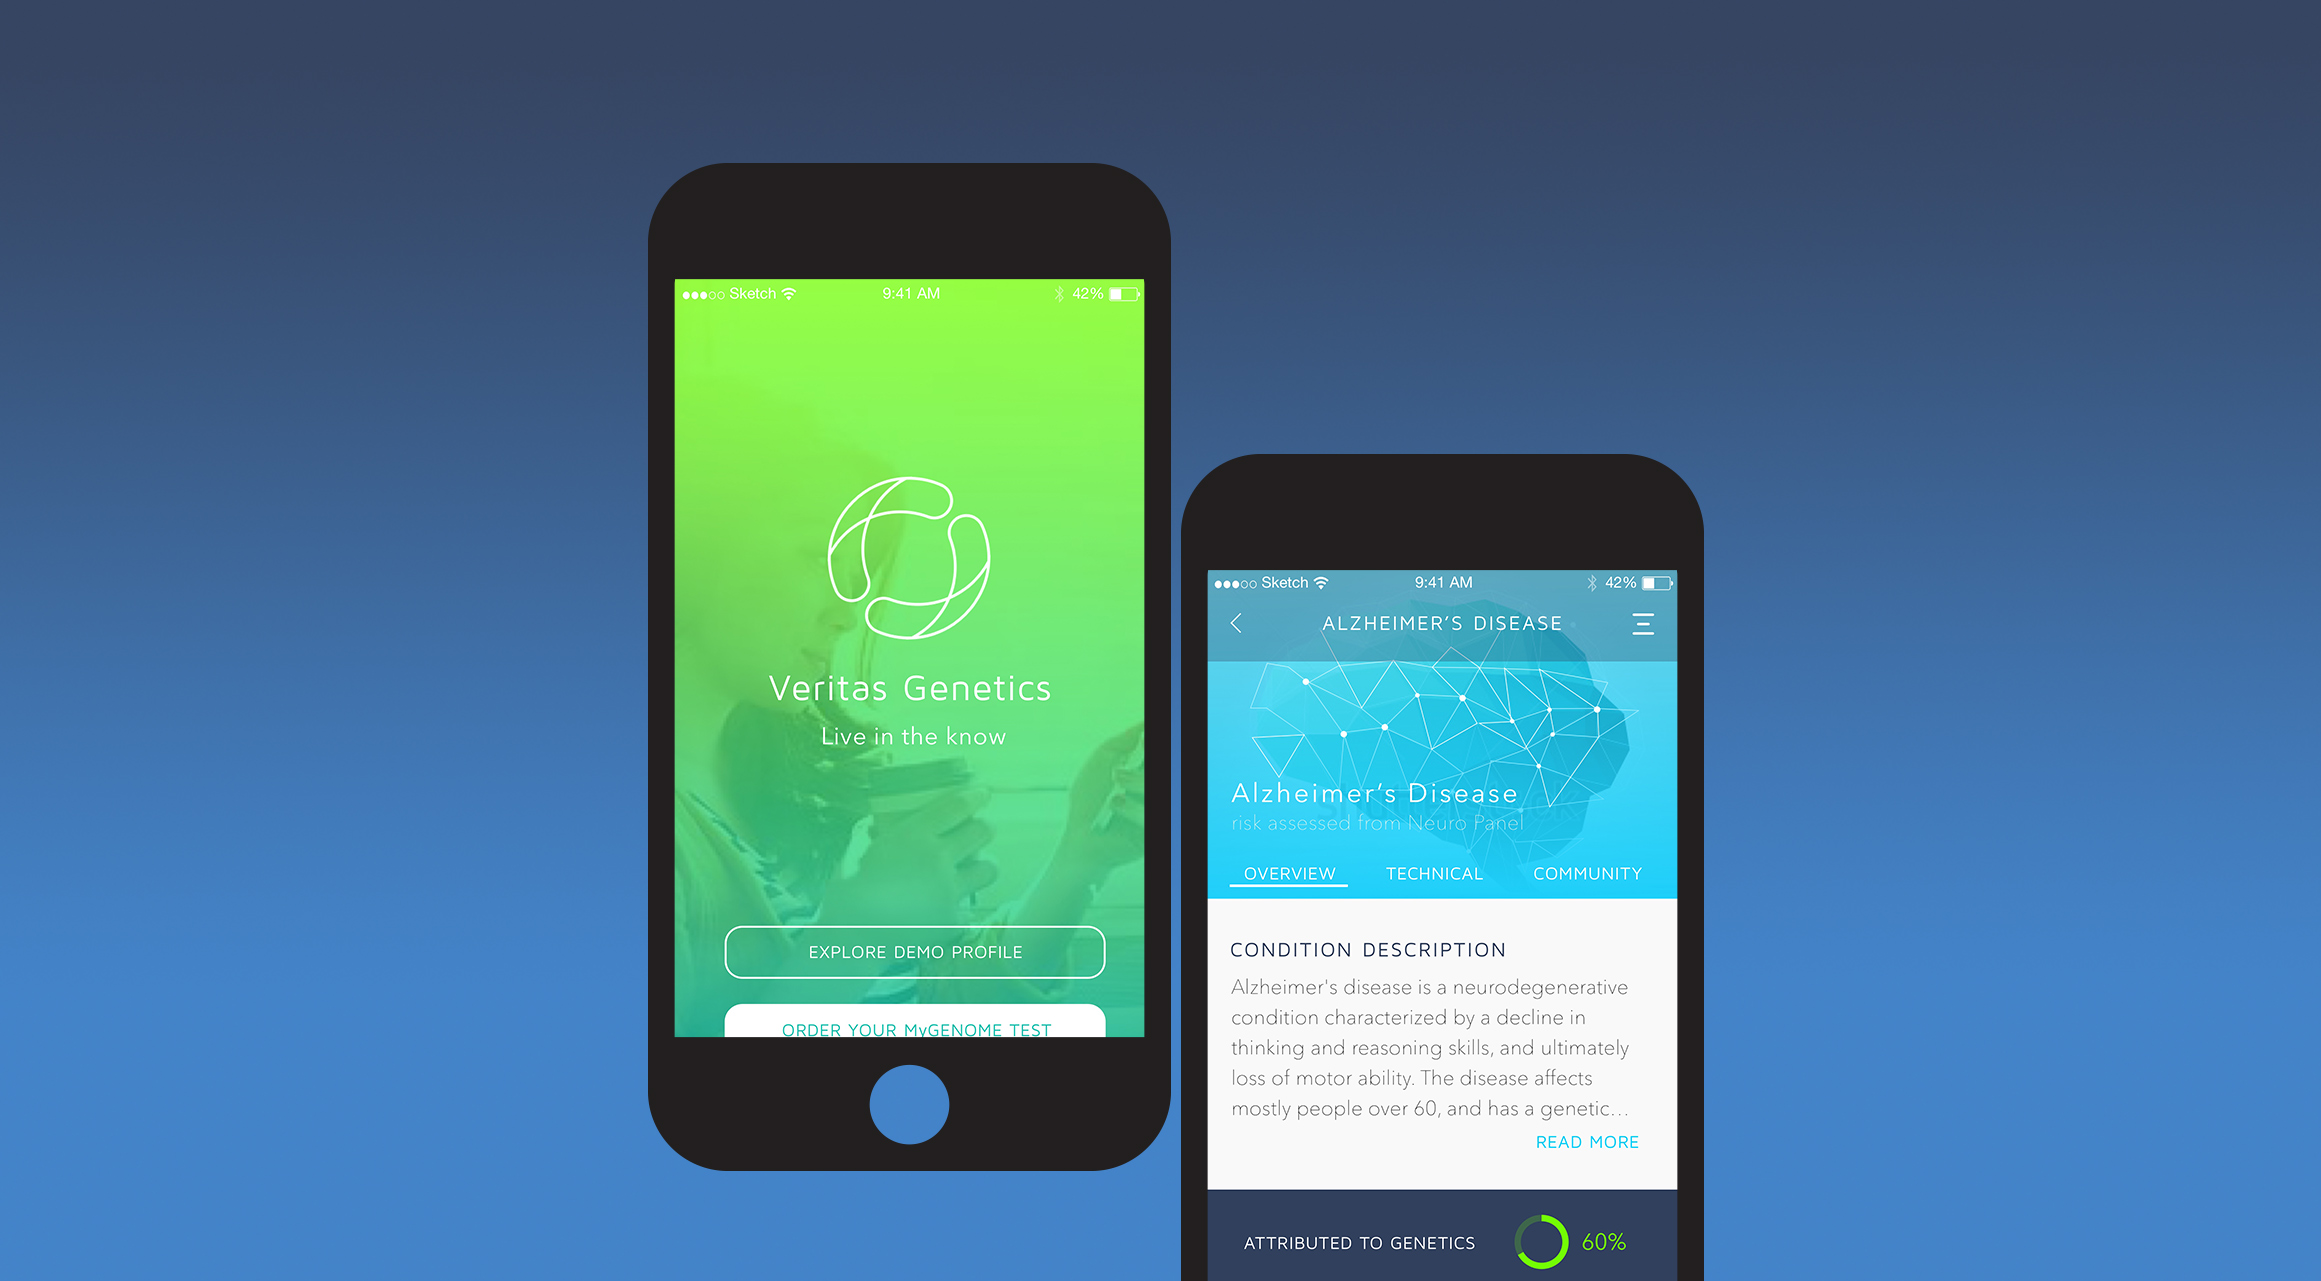 Sketch 9:41 AM 42%
Veritas Genetics
Live in the know
EXPLORE DEMO PROFILE
ORDER YOUR MyGENOME TEST
Sketch 9:41 AM 42%
ALZHEIMER’S DISEASE
Alzheimer’s Disease
risk assessed from Neuro Panel
OVERVIEW TECHNICAL COMMUNITY
CONDITION DESCRIPTION
Alzheimer's disease is a neurodegenerative
condition characterized by a decline in
thinking and reasoning skills, and ultimately
loss of motor ability. The disease affects
mostly people over 60, and has a genetic...
READ MORE
ATTRIBUTED TO GENETICS 60%